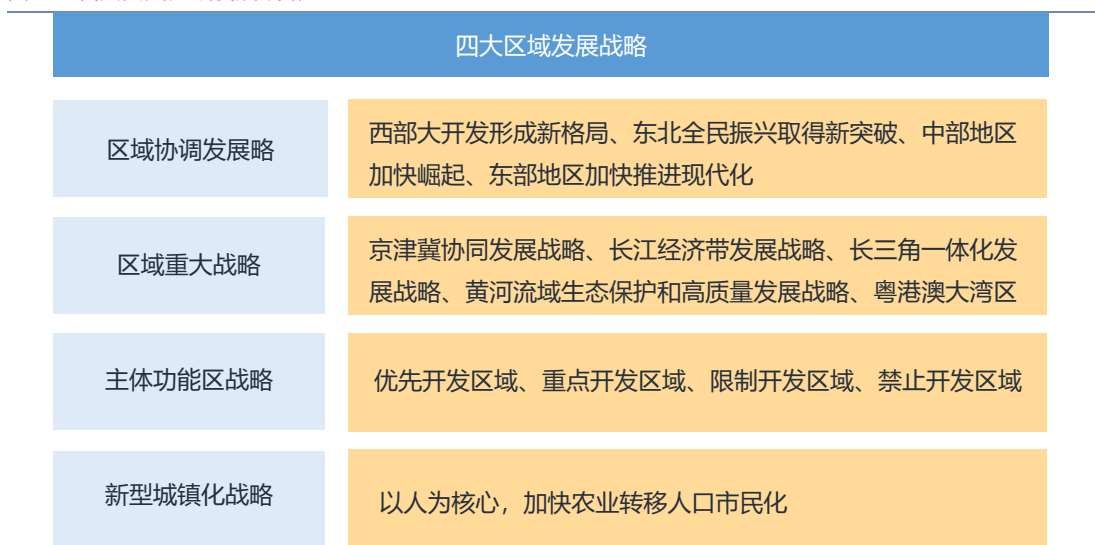 四大区域发展战略
区域协调发展略
西部大开发形成新格局、东北全民振兴取得新突破、中部地区
加快崛起、东部地区加快推进现代化
区域重大战略
京津冀协同发展战略、长江经济带发展战略、长三角一体化发
展战略、黄河流域生态保护和高质量发展战略、粤港澳大湾区
主体功能区战略
优先开发区域、重点开发区域、限制开发区域、禁止开发区域
新型城镇化战略
以人为核心，加快农业转移人口市民化